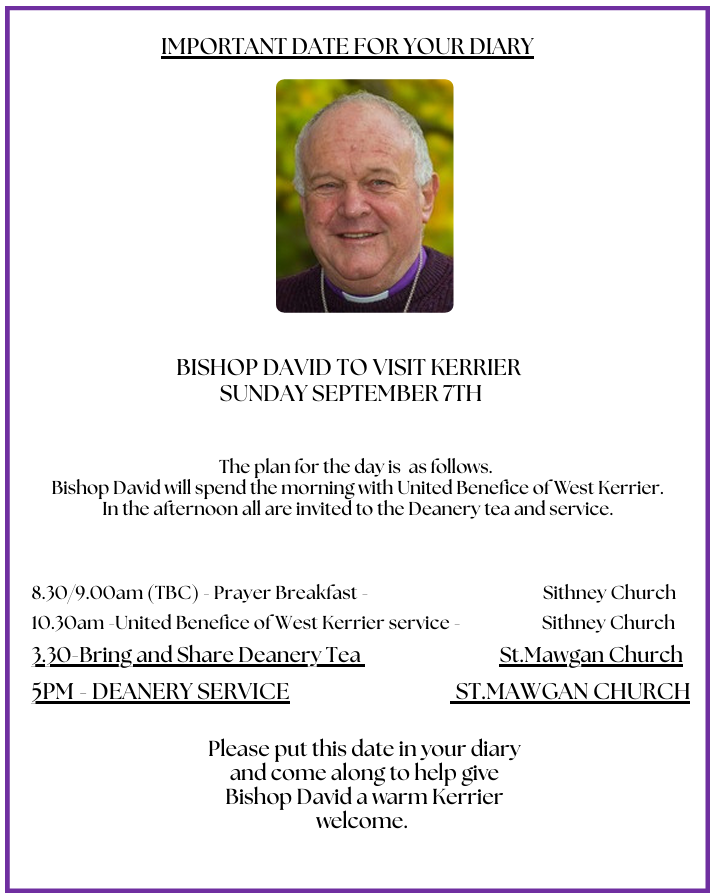 IMPORTANT DATE FOR YOUR DIARY
BISHOP DAVID TO VISIT KERRIER
SUNDAY SEPTEMBER 7TH
The plan for the day is as follows.
Bishop David will spend the morning with United Benefice of West Kerrier.
In the afternoon all are invited to the Deanery tea and service.
8.30/9.00am (TBC) - Prayer Breakfast - Sithney Church
10.30am -United Benefice of West Kerrier service - Sithney Church
3.30-Bring and Share Deanery Tea St.Mawgan Church
5PM - DEANERY SERVICE ST.MAWGAN CHURCH
Please put this date in your diary
and come along to help give
Bishop David a warm Kerrier
welcome.